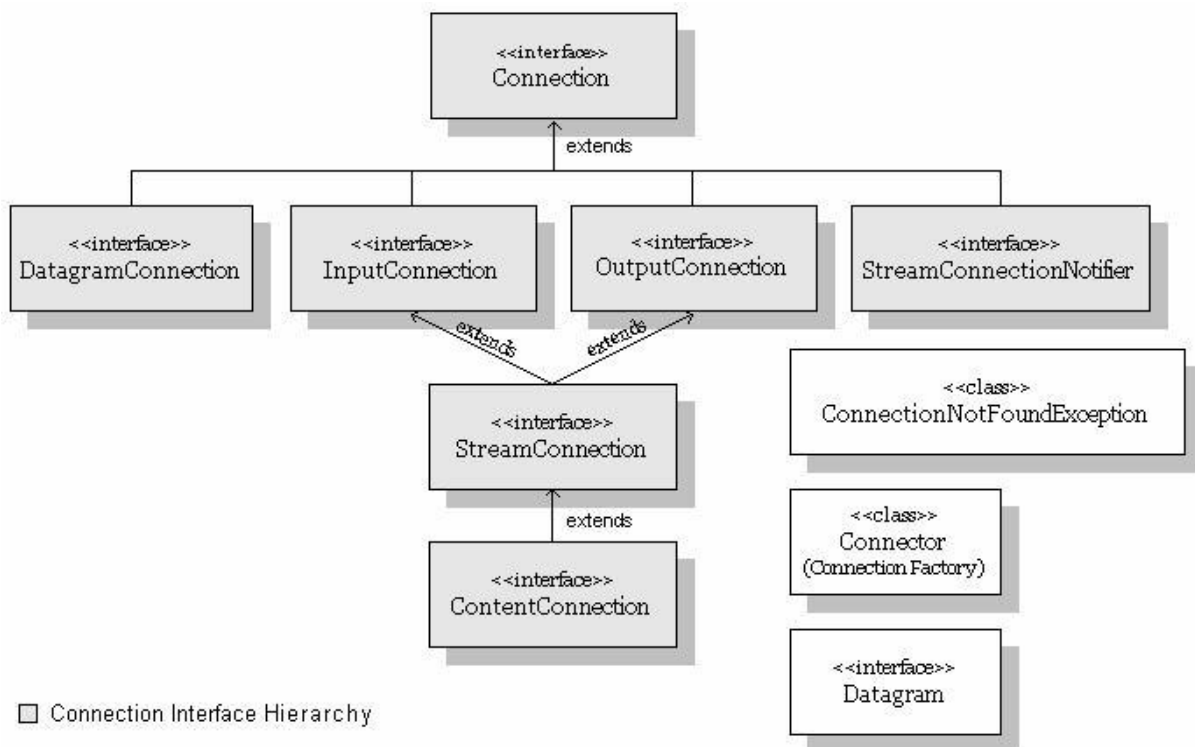 <<interface>>
Connection
extends
<<interface>>
DatagramConnection
<<interface>>
InputConnection
<<interface>>
OutputConnection
<<interface>>
StreamConnectionNotifier
extends
extends
<<interface>>
StreamConnection
<<class>>
ConnectionNotFoundException
extends
<<class>>
Connector
(Connection Factory)
<<interface>>
ContentConnection
<<interface>>
Datagram
Connection Interface Hierarchy